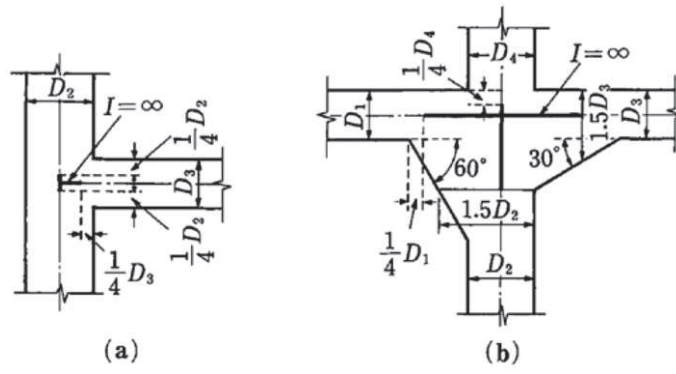 D₂
I=∞
1/4 D₂
D₃
1/4 D₂
1/4 D₃
(a)
1/4 D₄
D₄
I=∞
D₁
1.5D₃
D₃
60°
30°
1.5D₂
1/4 D₁
D₂
(b)